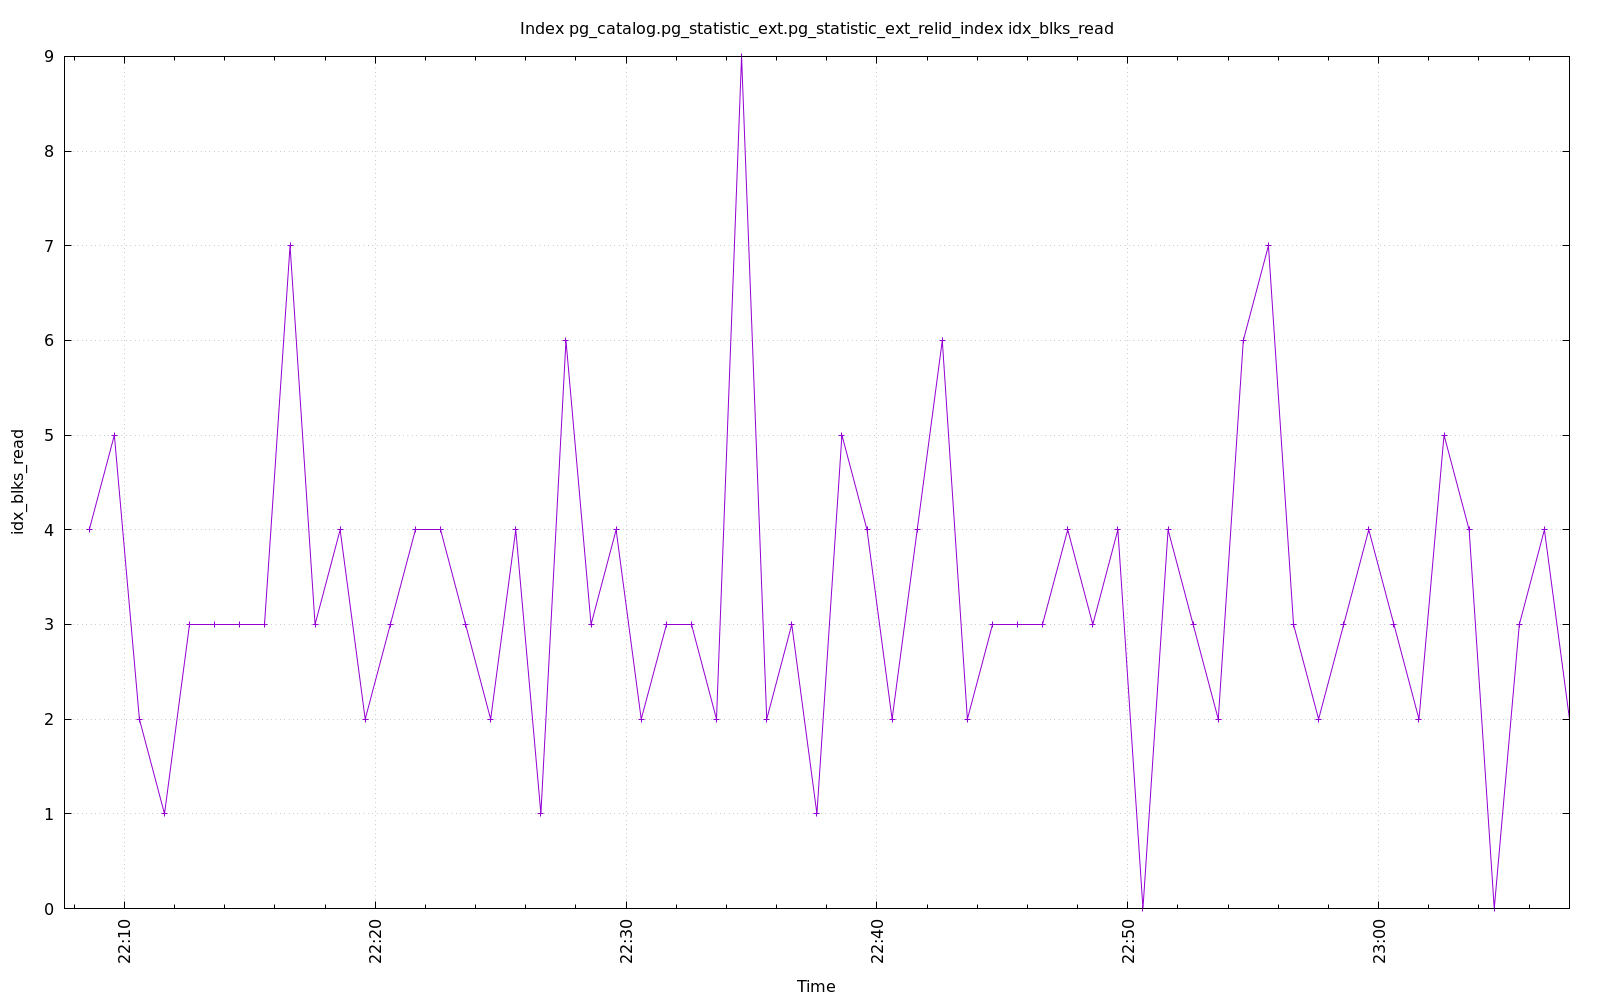 Index pg_catalog.pg_statistic_ext.pg_statistic_ext_relid_index idx_blks_read
9
8
7
6
5
4
3
2
1
0
idx_blks_read
22:10 22:20 22:30 22:40 22:50 23:00
Time